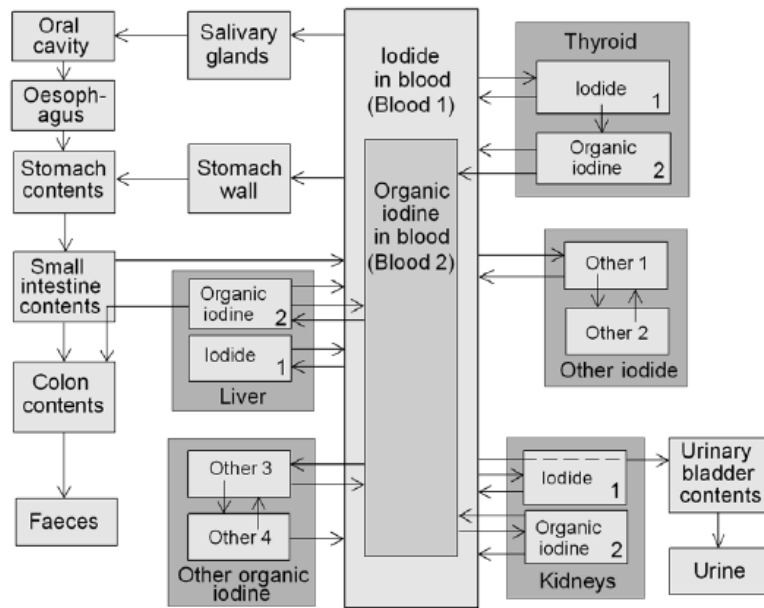 Oral
cavity
Salivary
glands
Iodide
in blood
(Blood 1)
Thyroid
Iodide
1
Organic
iodine
2
Oesoph-
agus
Stomach
contents
Stomach
wall
Organic
iodine
in blood
(Blood 2)
Small
intestine
contents
Organic
iodine
2
Iodide
1
Liver
Other 1
Other 2
Other iodide
Colon
contents
Faeces
Other 3
Other 4
Other organic
iodine
Iodide
1
Organic
iodine
2
Kidneys
Urinary
bladder
contents
Urine